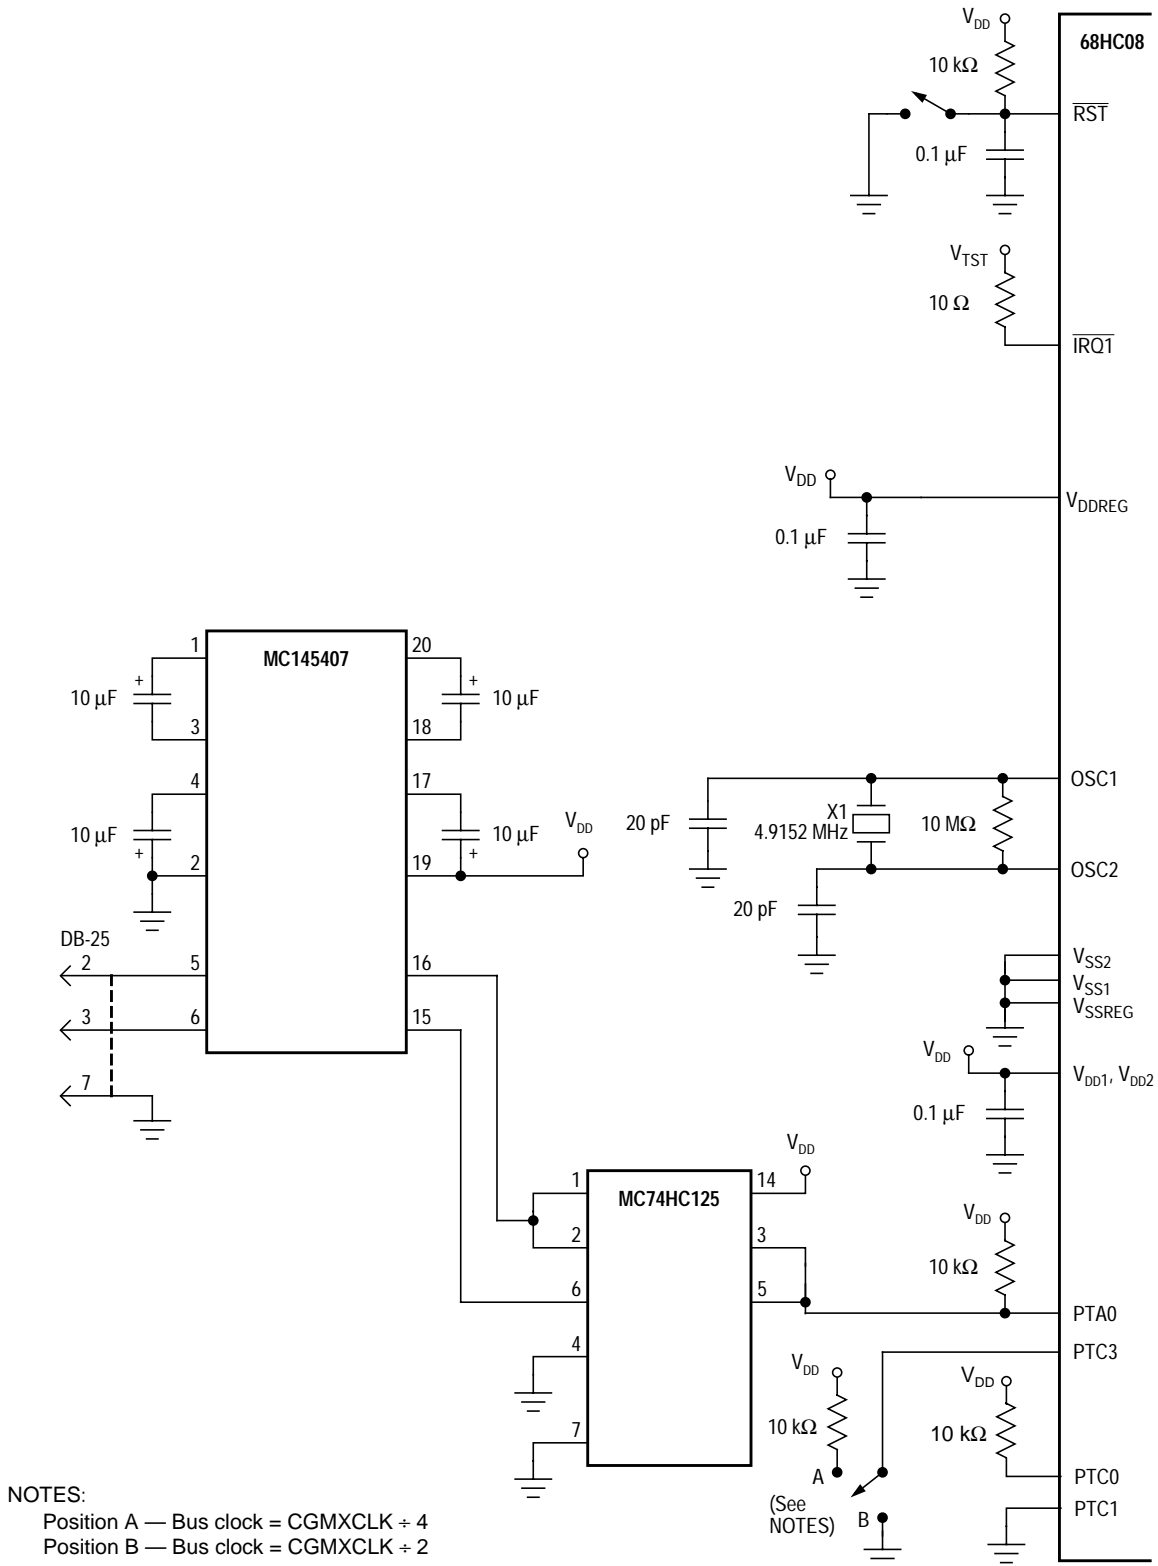 V_DD
68HC08
10 kΩ
RST
0.1 µF
V_TST
10 Ω
IRQ1
V_DD
V_DDREG
0.1 µF
MC145407
1
20
10 µF
+
+
10 µF
3
18
4
17
10 µF
+
+
10 µF
V_DD
2
19
OSC1
20 pF
X1
4.9152 MHz
10 MΩ
OSC2
20 pF
DB-25
2
5
16
3
6
15
7
V_SS2
V_SS1
V_SSREG
V_DD
V_DD1, V_DD2
0.1 µF
V_DD
MC74HC125
1
14
2
3
6
5
4
7
V_DD
10 kΩ
PTA0
PTC3
V_DD
10 kΩ
A
(See
NOTES)
B
V_DD
10 kΩ
PTC0
PTC1
NOTES:
Position A — Bus clock = CGMXCLK ÷ 4
Position B — Bus clock = CGMXCLK ÷ 2